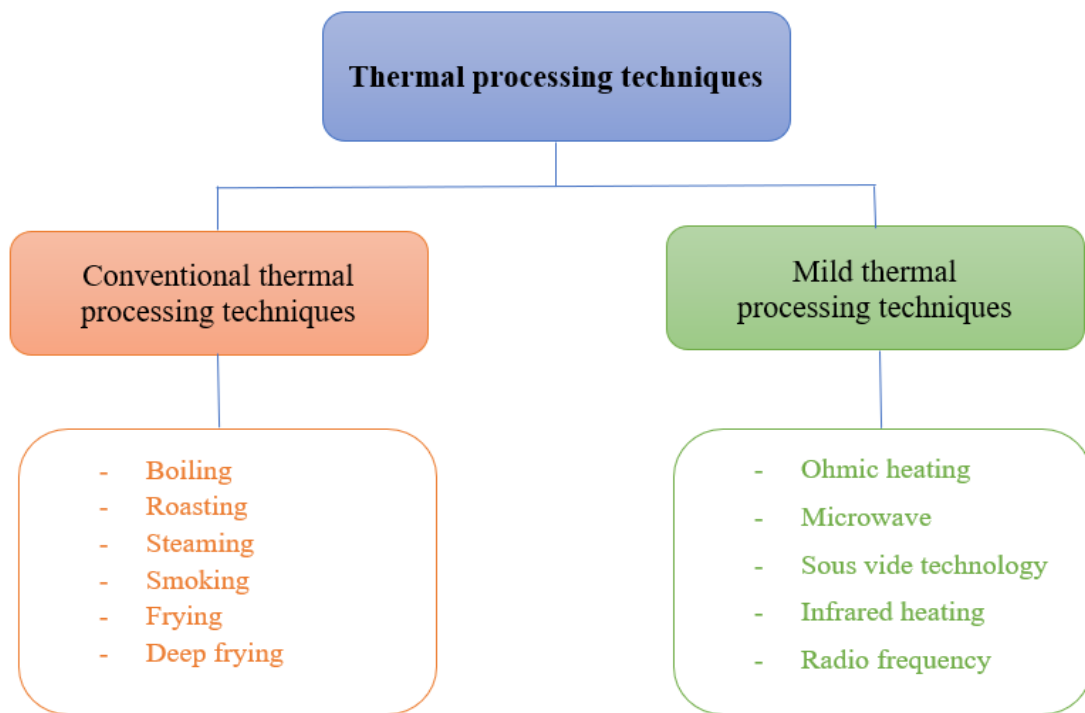 Thermal processing techniques
Conventional thermal
processing techniques
Mild thermal
processing techniques
- Boiling
- Roasting
- Steaming
- Smoking
- Frying
- Deep frying
- Ohmic heating
- Microwave
- Sous vide technology
- Infrared heating
- Radio frequency